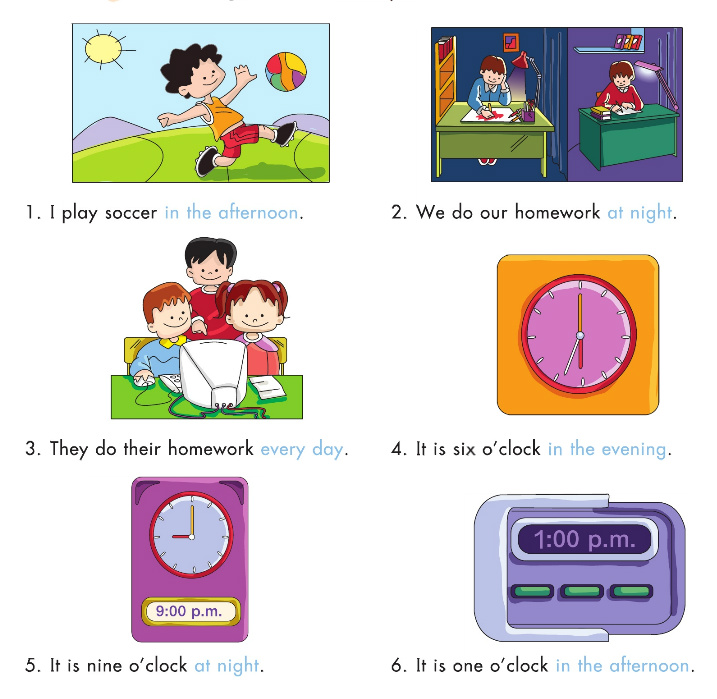 1. I play soccer in the afternoon.
2. We do our homework at night.
3. They do their homework every day.
4. It is six o'clock in the evening.
9:00 p.m.
1:00 p.m.
5. It is nine o'clock at night.
6. It is one o'clock in the afternoon.